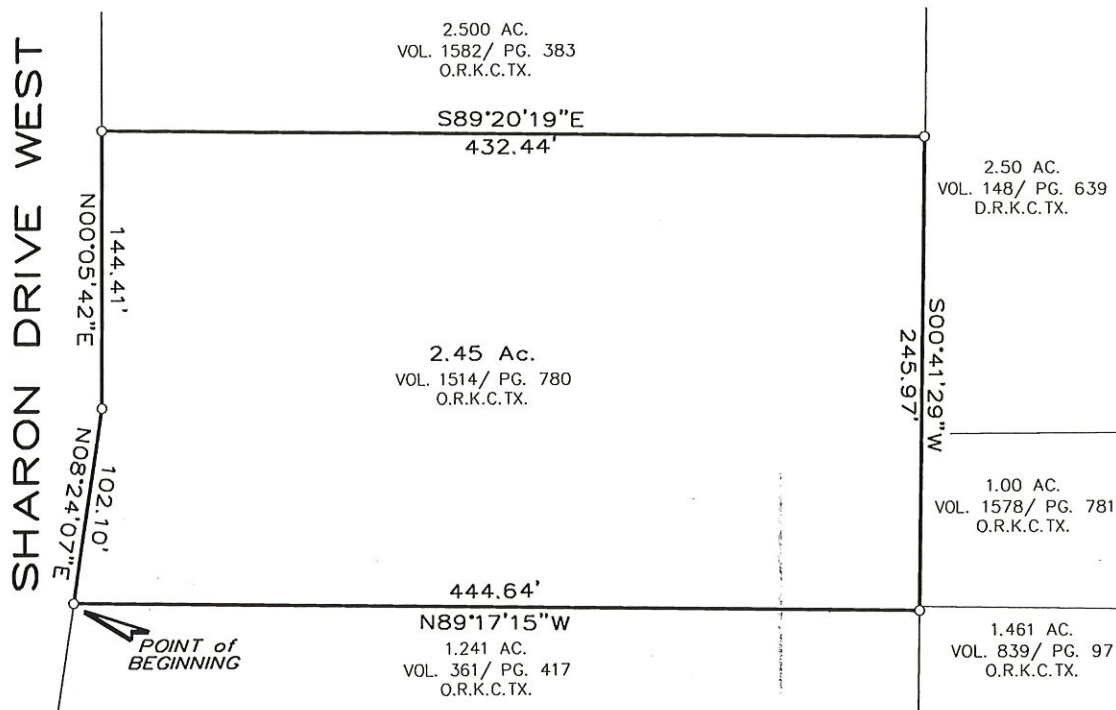 SHARON DRIVE WEST
2.500 AC.
VOL. 1582/ PG. 383
O.R.K.C.TX.
S89°20'19"E
432.44'
2.50 AC.
VOL. 148/ PG. 639
D.R.K.C.TX.
144.41'
N00°05'42"E
2.45 Ac.
VOL. 1514/ PG. 780
O.R.K.C.TX.
S00°41'29"W
245.97'
102.10'
N08°24'07"E
1.00 AC.
VOL. 1578/ PG. 781
O.R.K.C.TX.
444.64'
N89°17'15"W
POINT of
BEGINNING
1.241 AC.
VOL. 361/ PG. 417
O.R.K.C.TX.
1.461 AC.
VOL. 839/ PG. 97
O.R.K.C.TX.